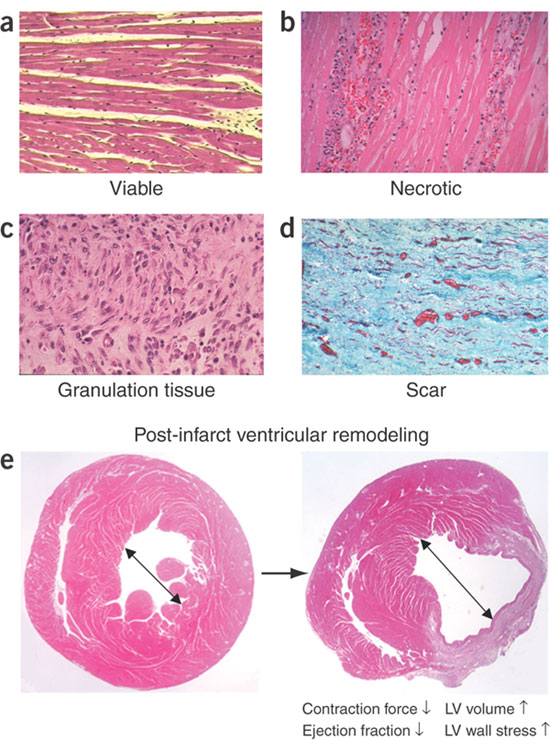 a
b
Viable
Necrotic
c
d
Granulation tissue
Scar
Post-infarct ventricular remodeling
e
Contraction force ↓ LV volume ↑
Ejection fraction ↓ LV wall stress ↑